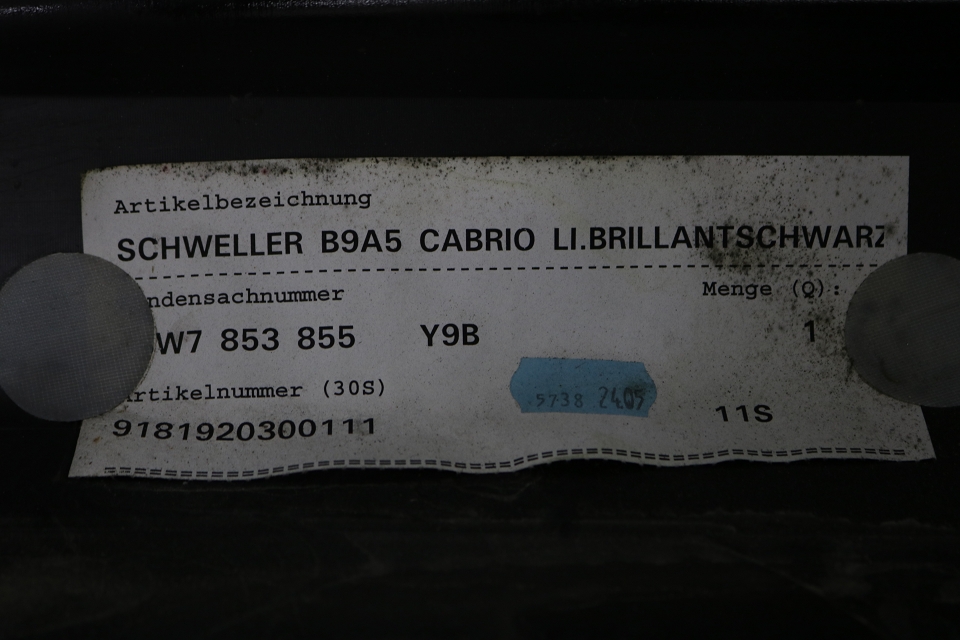 Artikelbezeichnung
SCHWELLER B9A5 CABRIO LI.BRILLANTSCHWARZ
ndensachnummer
Menge (Q):
W7 853 855 Y9B
1
rtikelnummer (30S)
5738 2405
9181920300111
11S